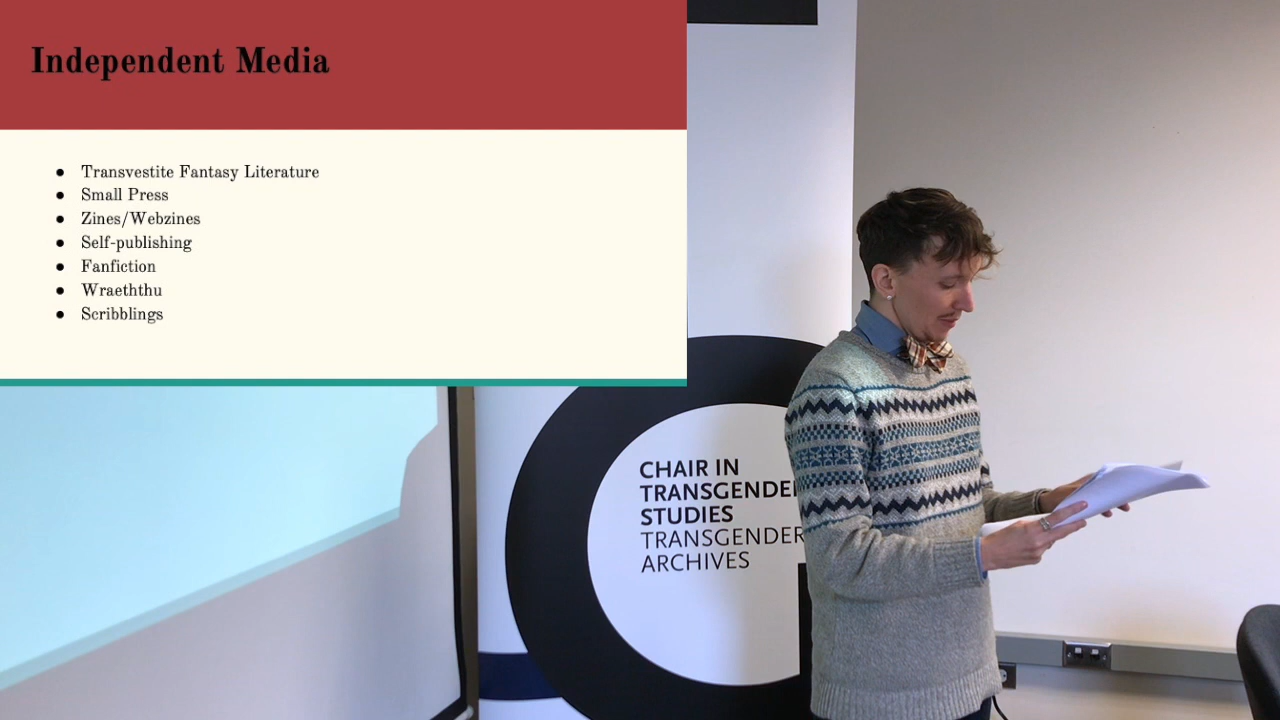 Independent Media
● Transvestite Fantasy Literature
● Small Press
● Zines/Webzines
● Self-publishing
● Fanfiction
● Wraeththu
● Scribblings
CHAIR IN
TRANSGENDER
STUDIES
TRANSGENDER
ARCHIVES